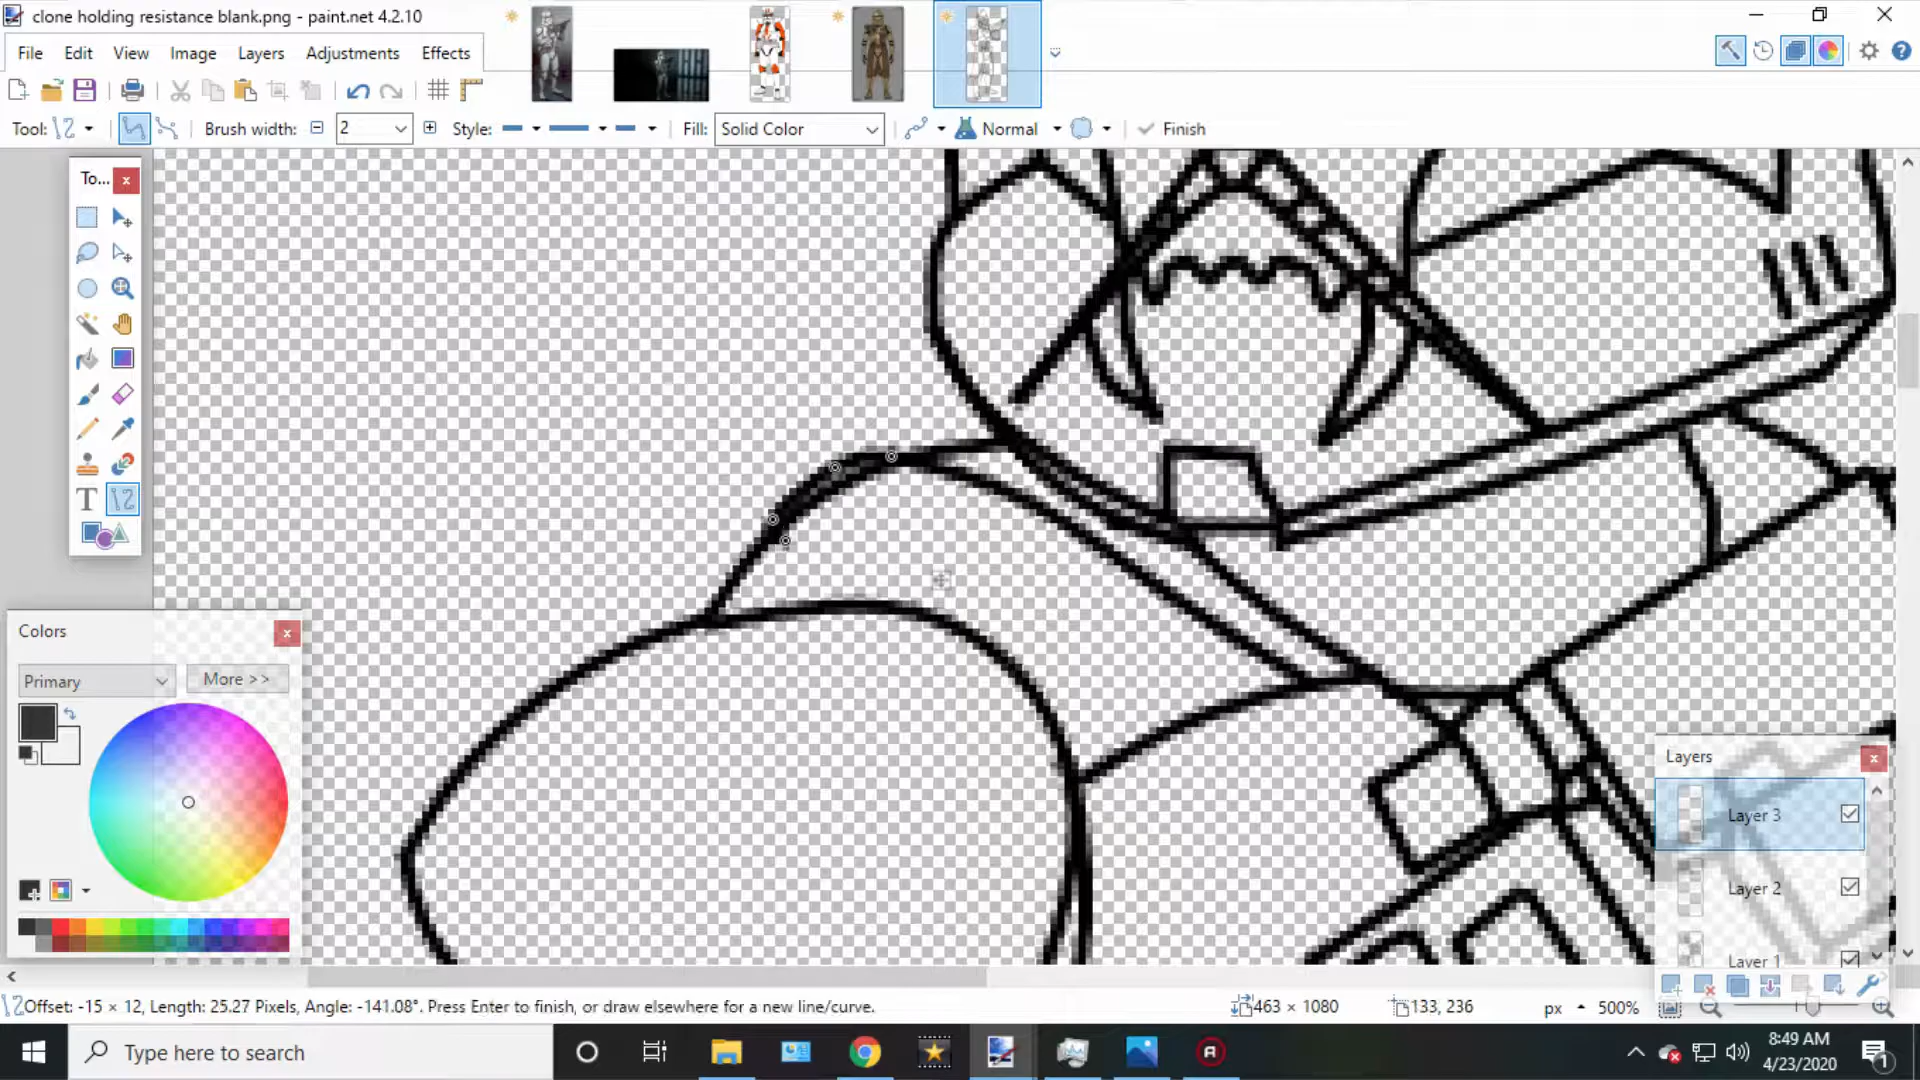 clone holding resistance blank.png - paint.net 4.2.10
File Edit View Image Layers Adjustments Effects
Tool: Brush width: 2 Style: Fill: Solid Color Normal Finish
To...
Colors
Primary More >>
Layers
Layer 3
Layer 2
Layer 1
Offset: -15 × 12, Length: 25.27 Pixels, Angle: -141.08°. Press Enter to finish, or draw elsewhere for a new line/curve. 463 × 1080 133, 236 px 500%
Type here to search
8:49 AM
4/23/2020
1